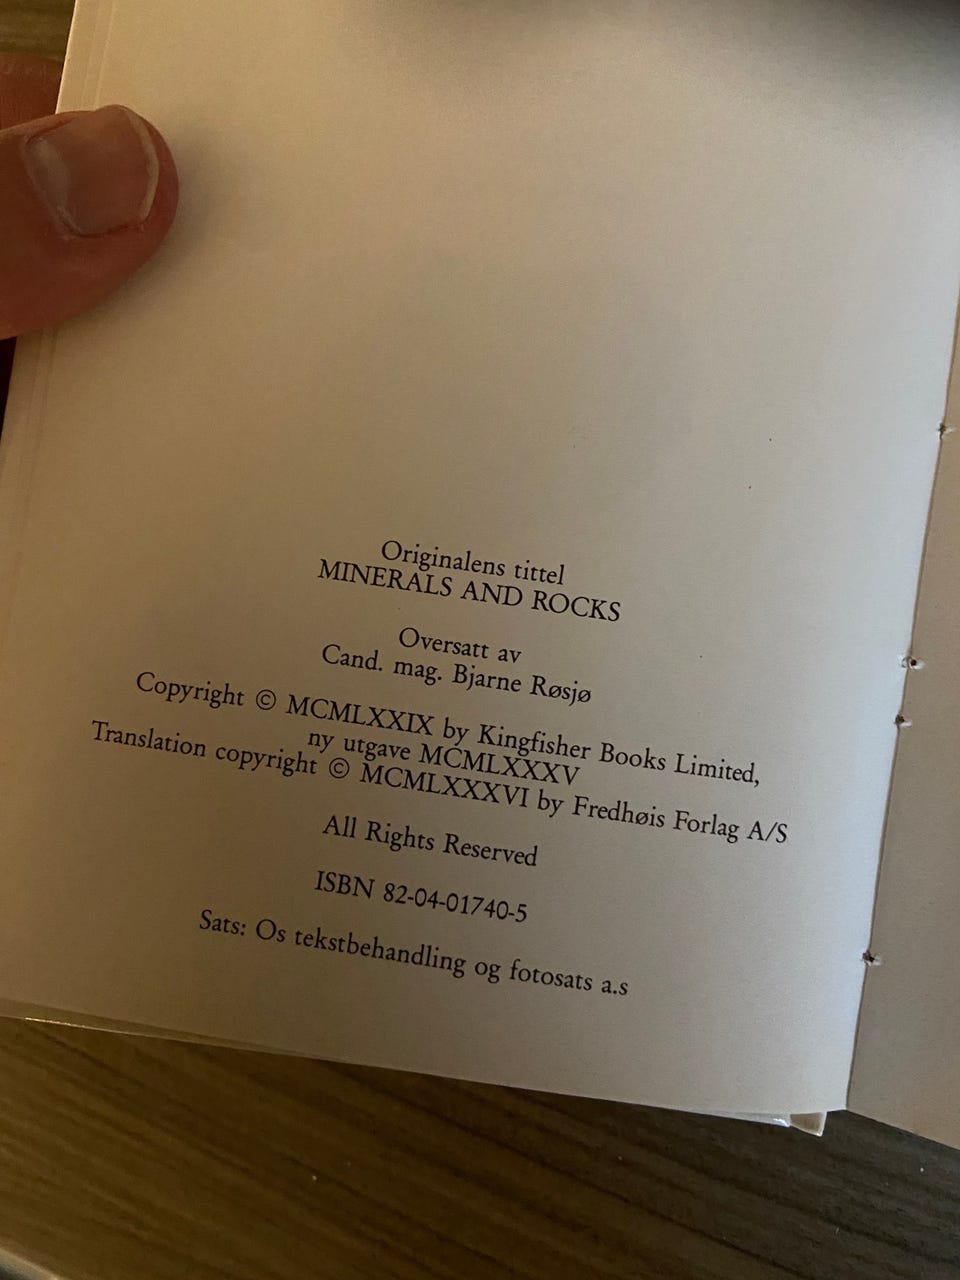 Originalens tittel
MINERALS AND ROCKS
Oversatt av
Cand. mag. Bjarne Røsjø
Copyright © MCMLXXIX by Kingfisher Books Limited,
ny utgave MCMLXXXV
Translation copyright © MCMLXXXVI by Fredhøis Forlag A/S
All Rights Reserved
ISBN 82-04-01740-5
Sats: Os tekstbehandling og fotosats a.s